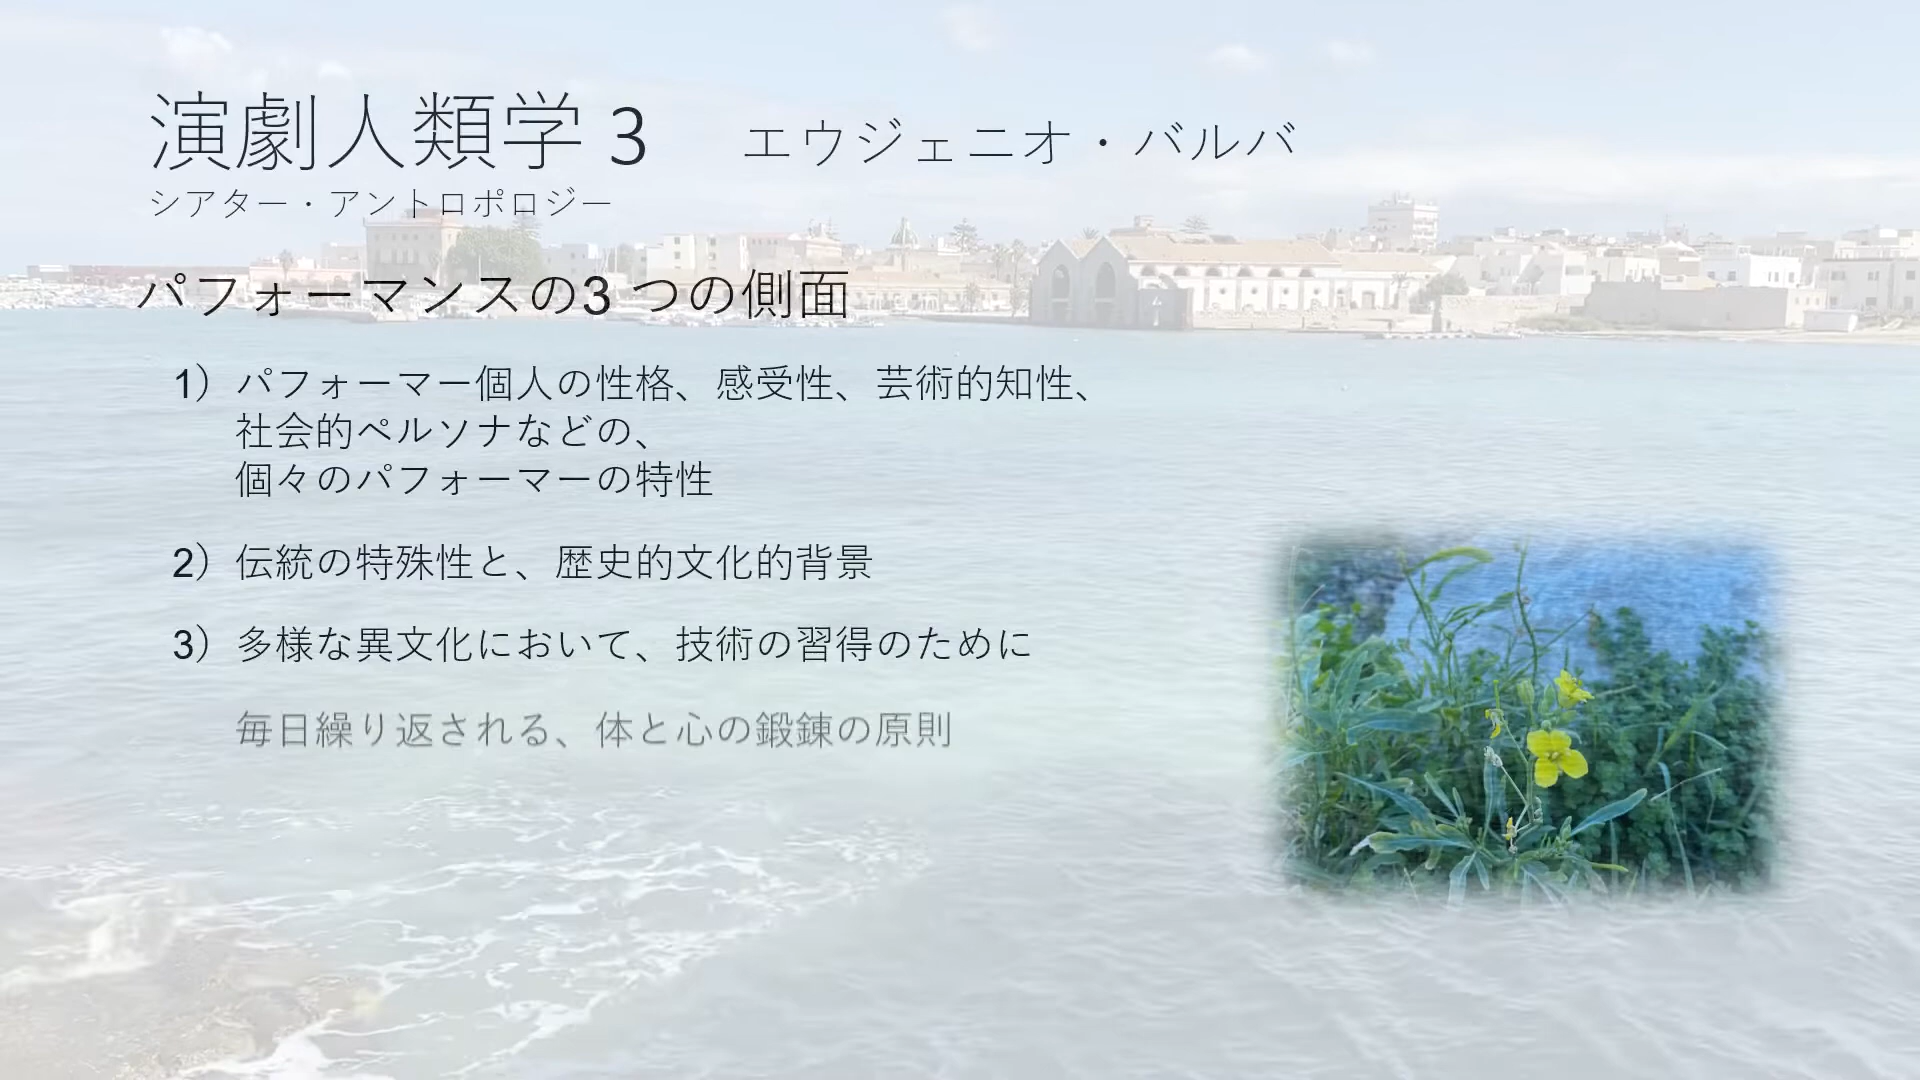 演劇人類学 3　エウジェニオ・バルバ
シアター・アントロポロジー
パフォーマンスの3 つの側面
1）パフォーマー個人の性格、感受性、芸術的知性、
社会的ペルソナなどの、
個々のパフォーマーの特性
2）伝統の特殊性と、歴史的文化的背景
3）多様な異文化において、技術の習得のために
毎日繰り返される、体と心の鍛錬の原則